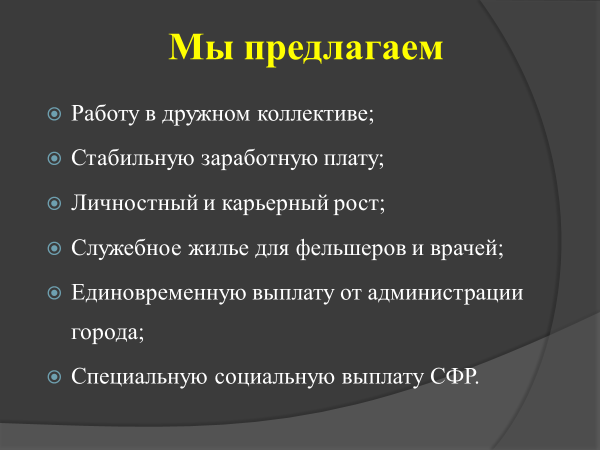 Мы предлагаем
Работу в дружном коллективе;
Стабильную заработную плату;
Личностный и карьерный рост;
Служебное жилье для фельшеров и врачей;
Единовременную выплату от администрации
города;
Специальную социальную выплату СФР.